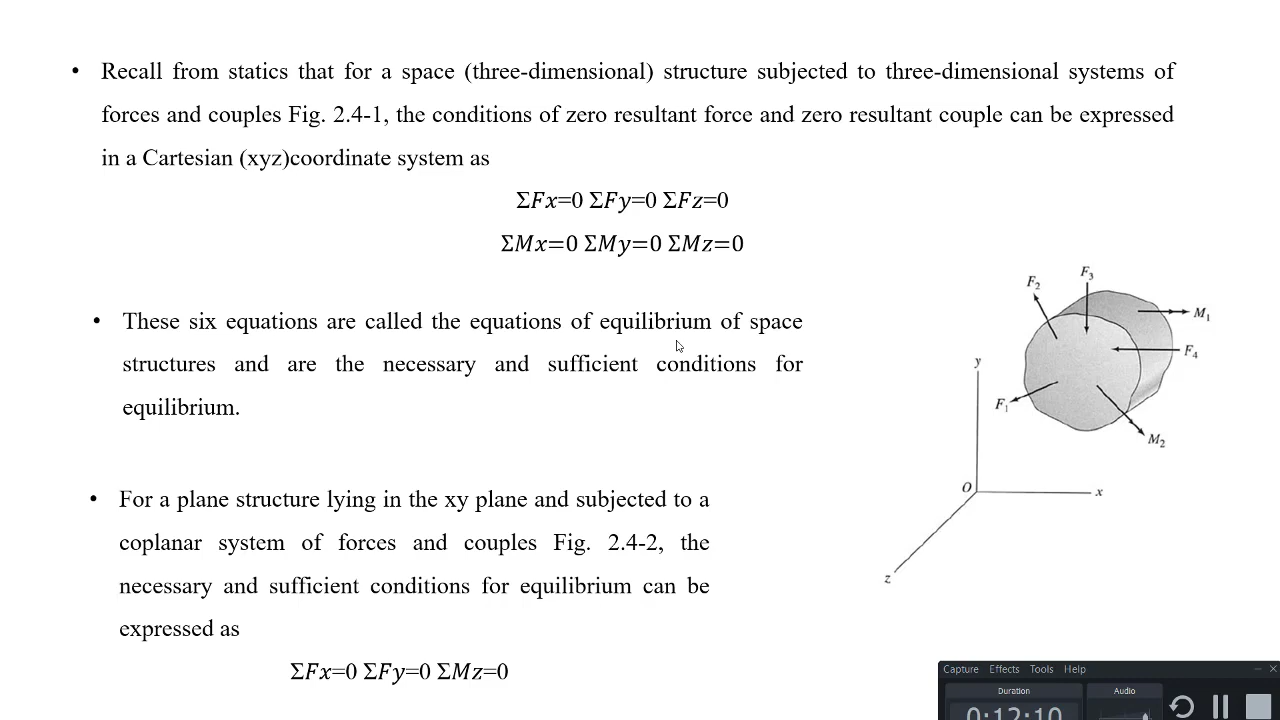 • Recall from statics that for a space (three-dimensional) structure subjected to three-dimensional systems of
forces and couples Fig. 2.4-1, the conditions of zero resultant force and zero resultant couple can be expressed
in a Cartesian (xyz)coordinate system as
ΣFx=0 ΣFy=0 ΣFz=0
ΣMx=0 ΣMy=0 ΣMz=0
• These six equations are called the equations of equilibrium of space
structures and are the necessary and sufficient conditions for
equilibrium.
• For a plane structure lying in the xy plane and subjected to a
coplanar system of forces and couples Fig. 2.4-2, the
necessary and sufficient conditions for equilibrium can be
expressed as
ΣFx=0 ΣFy=0 ΣMz=0
F₂
F₃
M₁
F₄
F₁
M₂
y
O
x
z
Capture Effects Tools Help
Duration
Audio
0:12:10